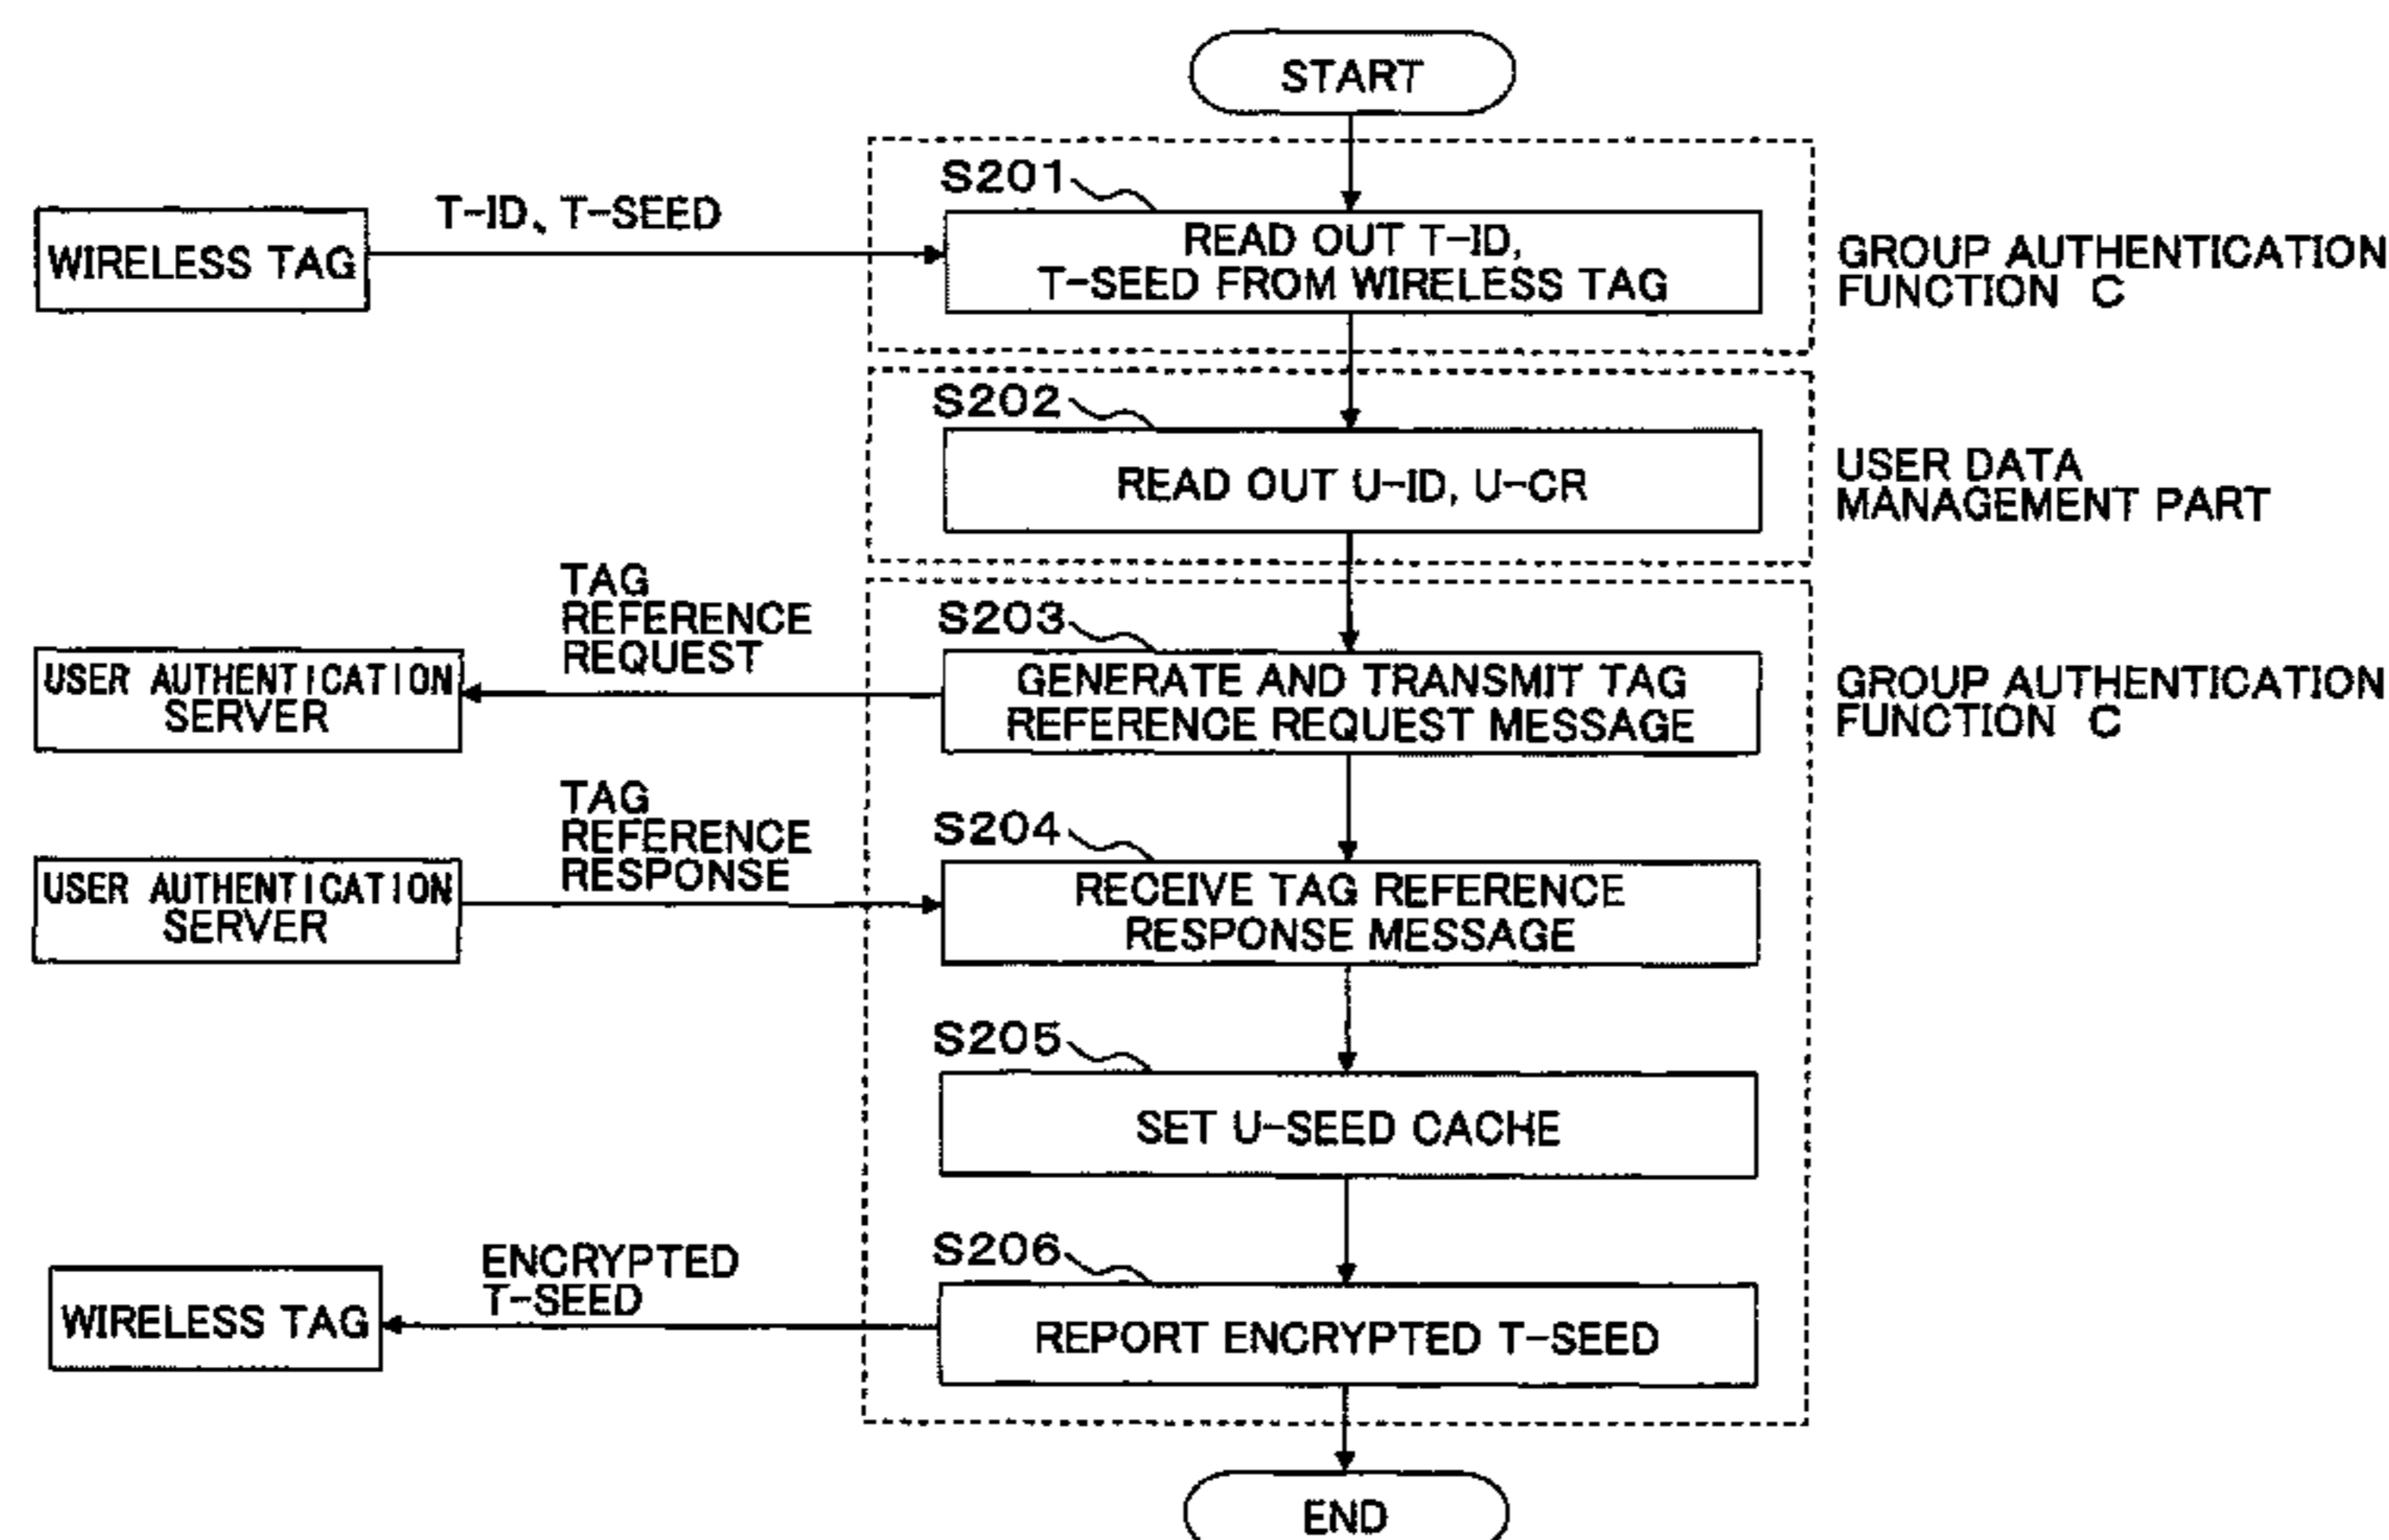 START
S201
T-ID、T-SEED
WIRELESS TAG
READ OUT T-ID,
T-SEED FROM WIRELESS TAG
GROUP AUTHENTICATION
FUNCTION C
S202
READ OUT U-ID, U-CR
USER DATA
MANAGEMENT PART
TAG
REFERENCE
REQUEST
S203
USER AUTHENTICATION
SERVER
GENERATE AND TRANSMIT TAG
REFERENCE REQUEST MESSAGE
GROUP AUTHENTICATION
FUNCTION C
TAG
REFERENCE
RESPONSE
S204
USER AUTHENTICATION
SERVER
RECEIVE TAG REFERENCE
RESPONSE MESSAGE
S205
SET U-SEED CACHE
S206
ENCRYPTED
T-SEED
WIRELESS TAG
REPORT ENCRYPTED T-SEED
END